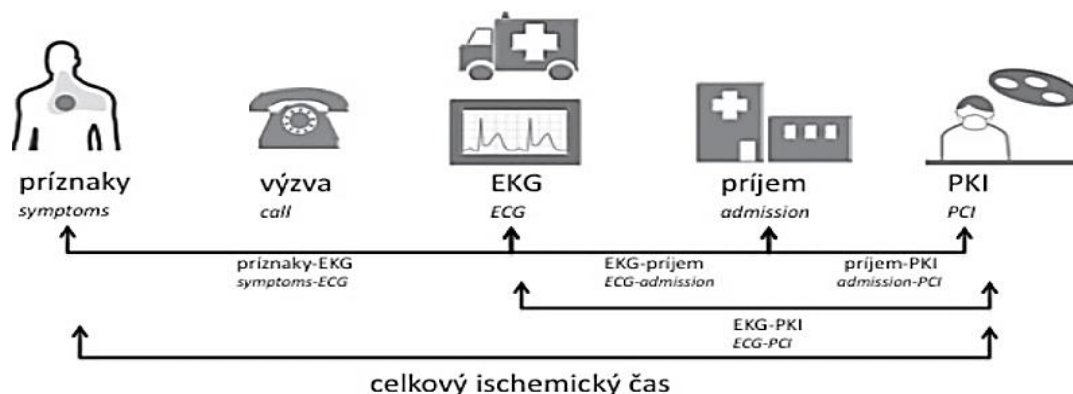 príznaky
symptoms
výzva
call
EKG
ECG
príjem
admission
PKI
PCI
príznaky-EKG
symptoms-ECG
EKG-príjem
ECG-admission
príjem-PKI
admission-PCI
EKG-PKI
ECG-PCI
celkový ischemický čas